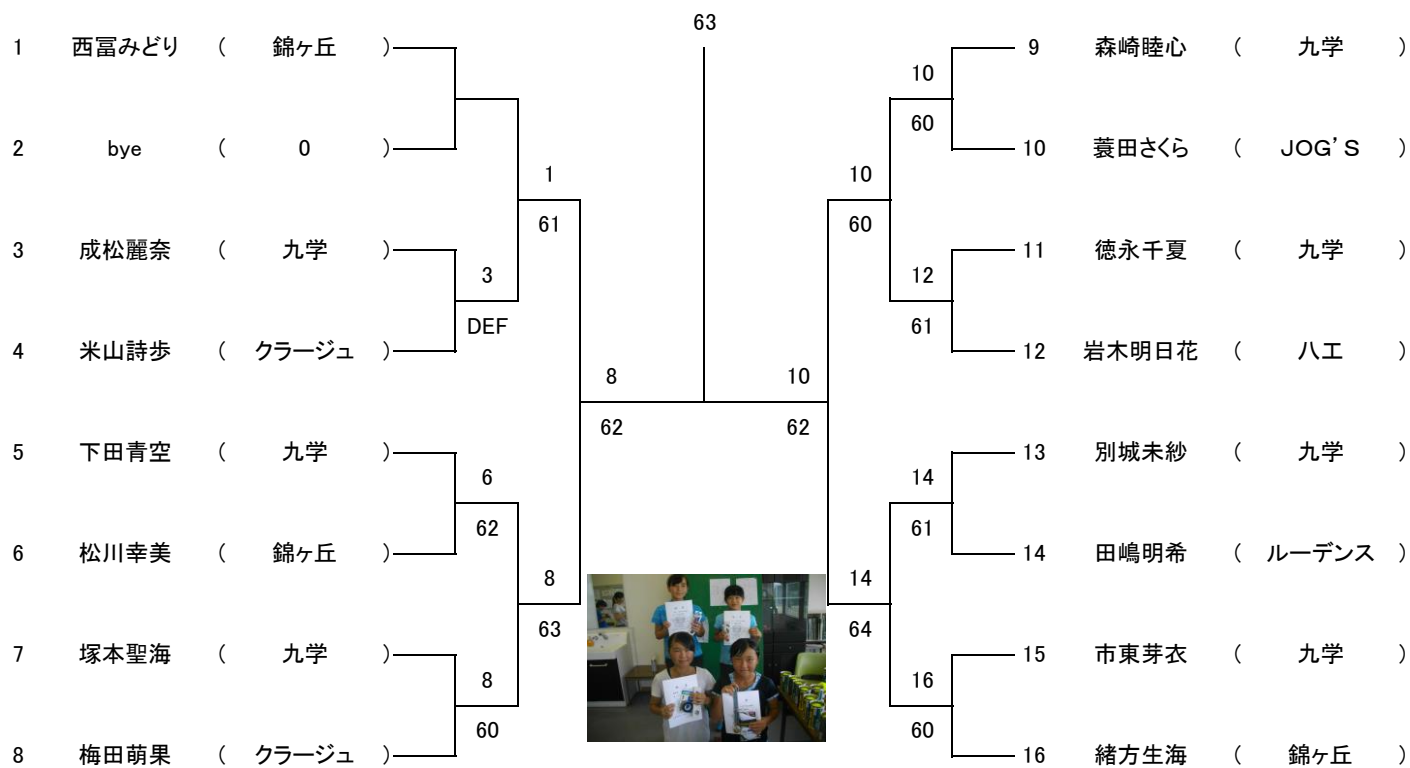 63
1 西冨みどり ( 錦ヶ丘 ) 9 森崎睦心 ( 九学 )
10
60
2 bye ( 0 ) 10 蓑田さくら ( JOG'S )
1 10
61 60
3 成松麗奈 ( 九学 ) 11 徳永千夏 ( 九学 )
3 12
DEF 61
4 米山詩歩 ( クラージュ ) 12 岩木明日花 ( 八工 )
8 10
62 62
5 下田青空 ( 九学 ) 13 別城未紗 ( 九学 )
6 14
62 61
6 松川幸美 ( 錦ヶ丘 ) 14 田嶋明希 ( ルーデンス )
8 14
63 64
7 塚本聖海 ( 九学 ) 15 市東芽衣 ( 九学 )
8 16
60 60
8 梅田萌果 ( クラージュ ) 16 緒方生海 ( 錦ヶ丘 )